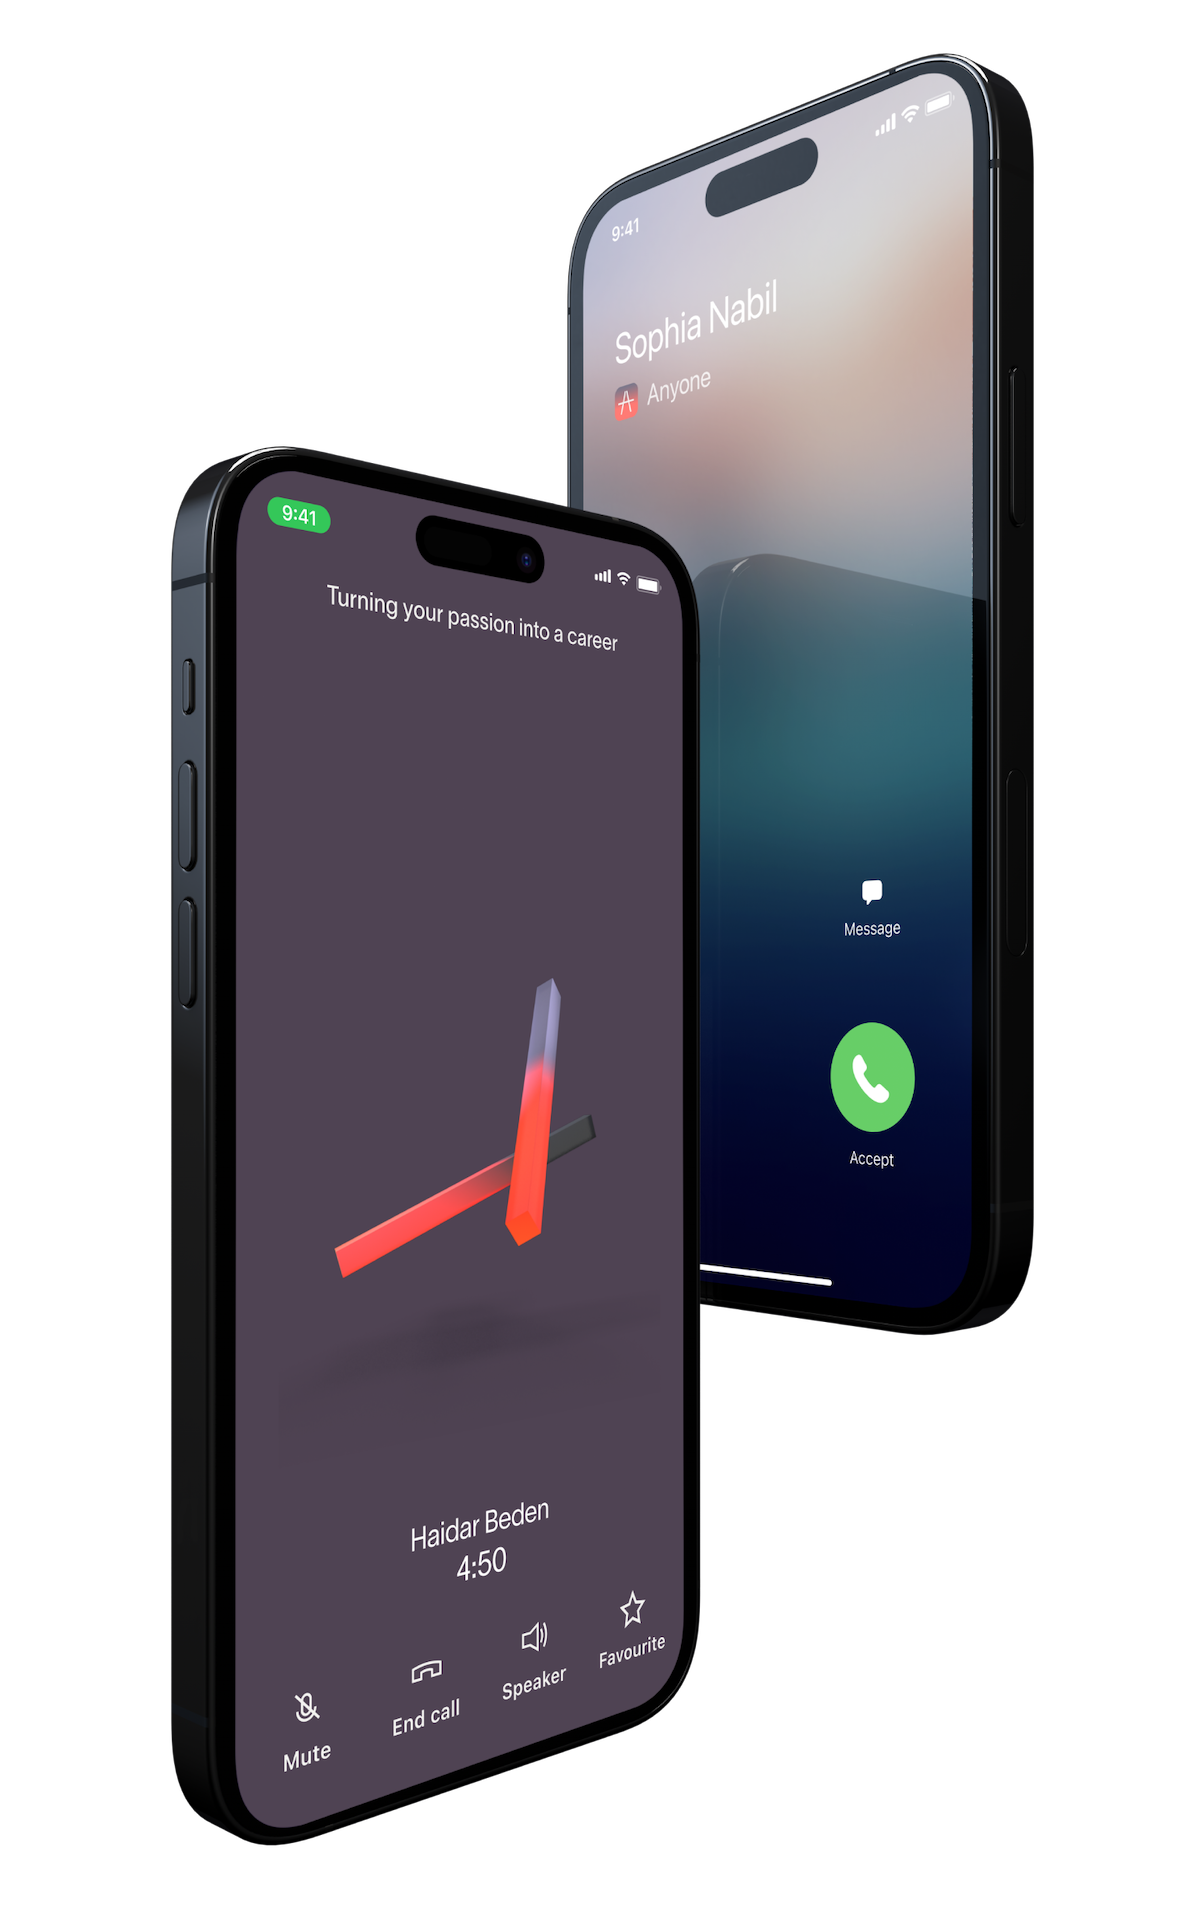 9:41
Sophia Nabil
Anyone
Message
Accept
9:41
Turning your passion into a career
Haidar Beden
4:50
Mute
End call
Speaker
Favourite